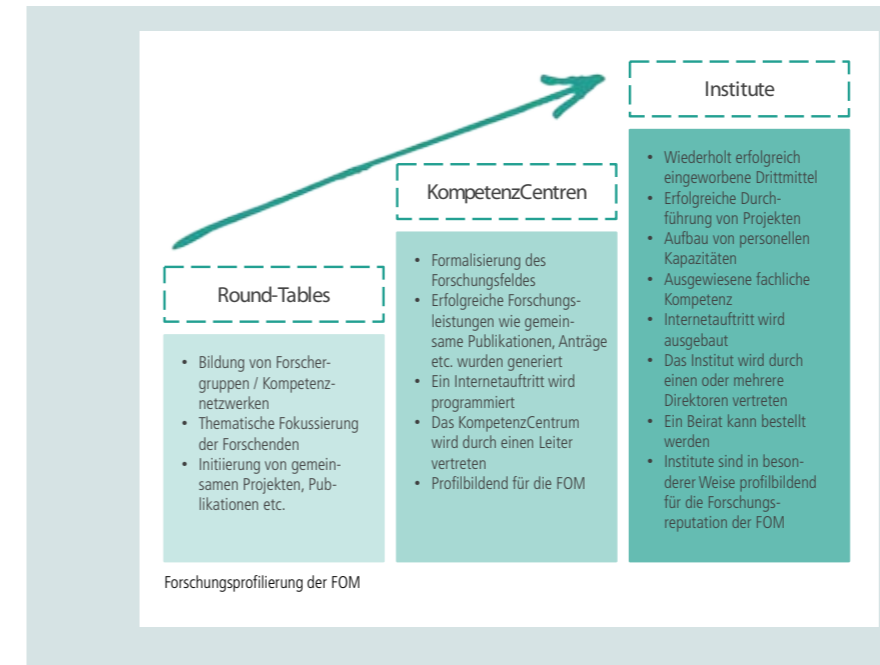 Round-Tables
• Bildung von Forscher-
gruppen / Kompetenz-
netzwerken
• Thematische Fokussierung
der Forschenden
• Initiierung von gemein-
samen Projekten, Pub-
likationen etc.
KompetenzCentren
• Formalisierung des
Forschungsfeldes
• Erfolgreiche Forschungs-
leistungen wie gemein-
same Publikationen, Anträge
etc. wurden generiert
• Ein Internetauftritt wird
programmiert
• Das KompetenzCentrum
wird durch einen Leiter
vertreten
• Profilbildend für die FOM
Institute
• Wiederholt erfolgreich
eingeworbene Drittmittel
• Erfolgreiche Durch-
führung von Projekten
• Aufbau von personellen
Kapazitäten
• Ausgewiesene fachliche
Kompetenz
• Internetauftritt wird
ausgebaut
• Das Institut wird durch
einen oder mehrere
Direktoren vertreten
• Ein Beirat kann bestellt
werden
• Institute sind in beson-
derer Weise profilbildend
für die Forschungs-
reputation der FOM
Forschungsprofilierung der FOM